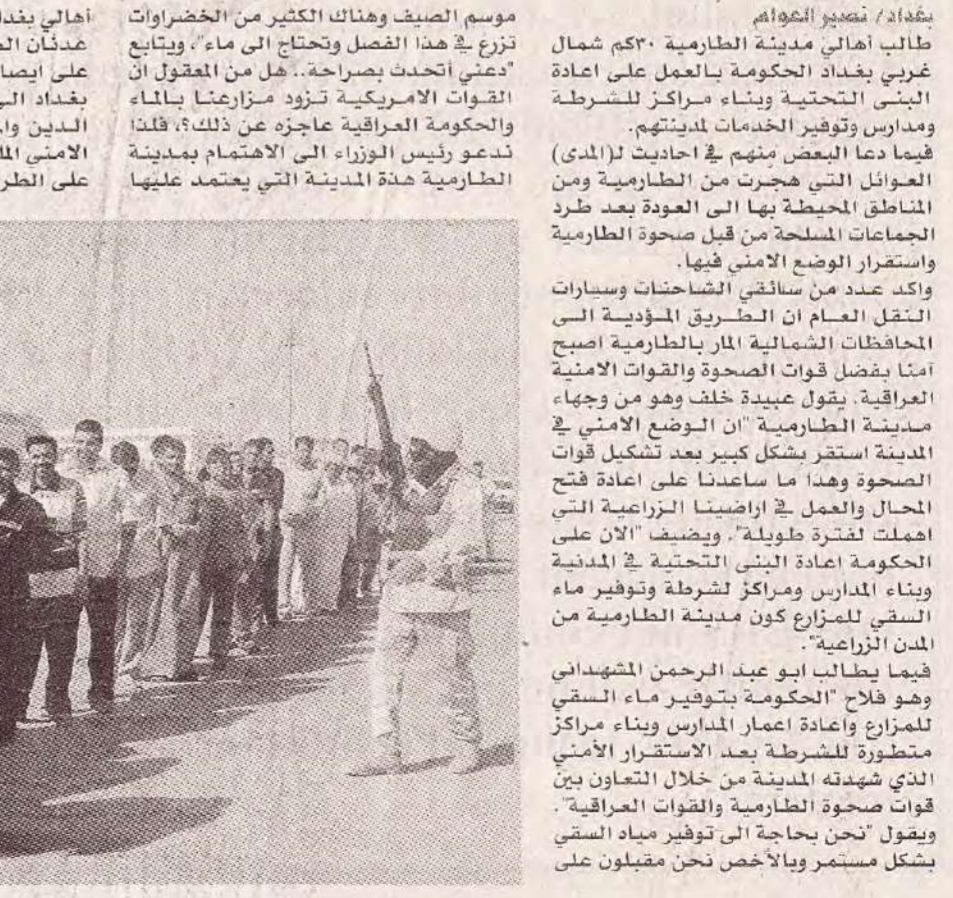 بغداد/ نصير العوام
طالب أهالي مدينة الطارمية ٣٠كم شمال
غربي بغداد الحكومة بالعمل على اعادة
البنى التحتية وبناء مراكز للشرطة
ومدارس وتوفير الخدمات لمدينتهم.
فيما دعا البعض منهم في احاديث لـ(المدى)
العوائل التي هجرت من الطارمية ومن
المناطق المحيطة بها الى العودة بعد طرد
الجماعات المسلحة من قبل صحوة الطارمية
واستقرار الوضع الامني فيها.
واكد عدد من سائقي الشاحنات وسيارات
النقل العام ان الطريق المؤدية الى
المحافظات الشمالية المار بالطارمية اصبح
آمنا بفضل قوات الصحوة والقوات الامنية
العراقية. يقول عبيدة خلف وهو من وجهاء
مدينة الطارمية "ان الوضع الامني في
المدينة استقر بشكل كبير بعد تشكيل قوات
الصحوة وهذا ما ساعدنا على اعادة فتح
المحال والعمل في اراضينا الزراعية التي
اهملت لفترة طويلة". ويضيف "الان على
الحكومة اعادة البنى التحتية في المدنية
وبناء المدارس ومراكز لشرطة وتوفير ماء
السقي للمزارع كون مدينة الطارمية من
المدن الزراعية".
فيما يطالب ابو عبد الرحمن المشهداني
وهو فلاح "الحكومة بتوفير ماء السقي
للمزارع واعادة اعمار المدارس وبناء مراكز
متطورة للشرطة بعد الاستقرار الأمني
الذي شهدته المدينة من خلال التعاون بين
قوات صحوة الطارمية والقوات العراقية".
ويقول "نحن بحاجة الى توفير مياد السقي
بشكل مستمر وبالأخص نحن مقبلون على
موسم الصيف وهناك الكثير من الخضراوات
تزرع في هذا الفصل وتحتاج الى ماء". ويتابع
"دعني أتحدث بصراحة.. هل من المعقول ان
القوات الامريكية تزود مزارعنا بالماء
والحكومة العراقية عاجزه عن ذلك؟، فلذا
ندعو رئيس الوزراء الى الاهتمام بمدينة
الطارمية هذة المدينة التي يعتمد عليها
أهالي
عدنان
على
بغداد
الدين
الامني
على